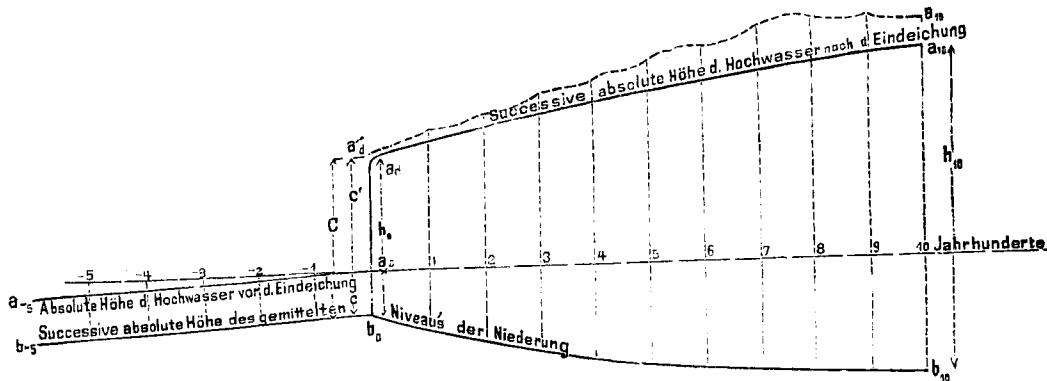 a₁₀
Successive absolute Höhe d. Hochwasser nach d. Eindeichung
a₁₀
a'd
ad
c'
C
h₀
h₁₀
-5 -4 -3 -2 -1 a₀ 1 2 3 4 5 6 7 8 9 10 Jahrhunderte
a-5 Absolute Höhe d. Hochwasser vor d. Eindeichung
c
Successive absolute Höhe des gemittelten Niveau's der Niederung
b-5
b₀
b₁₀